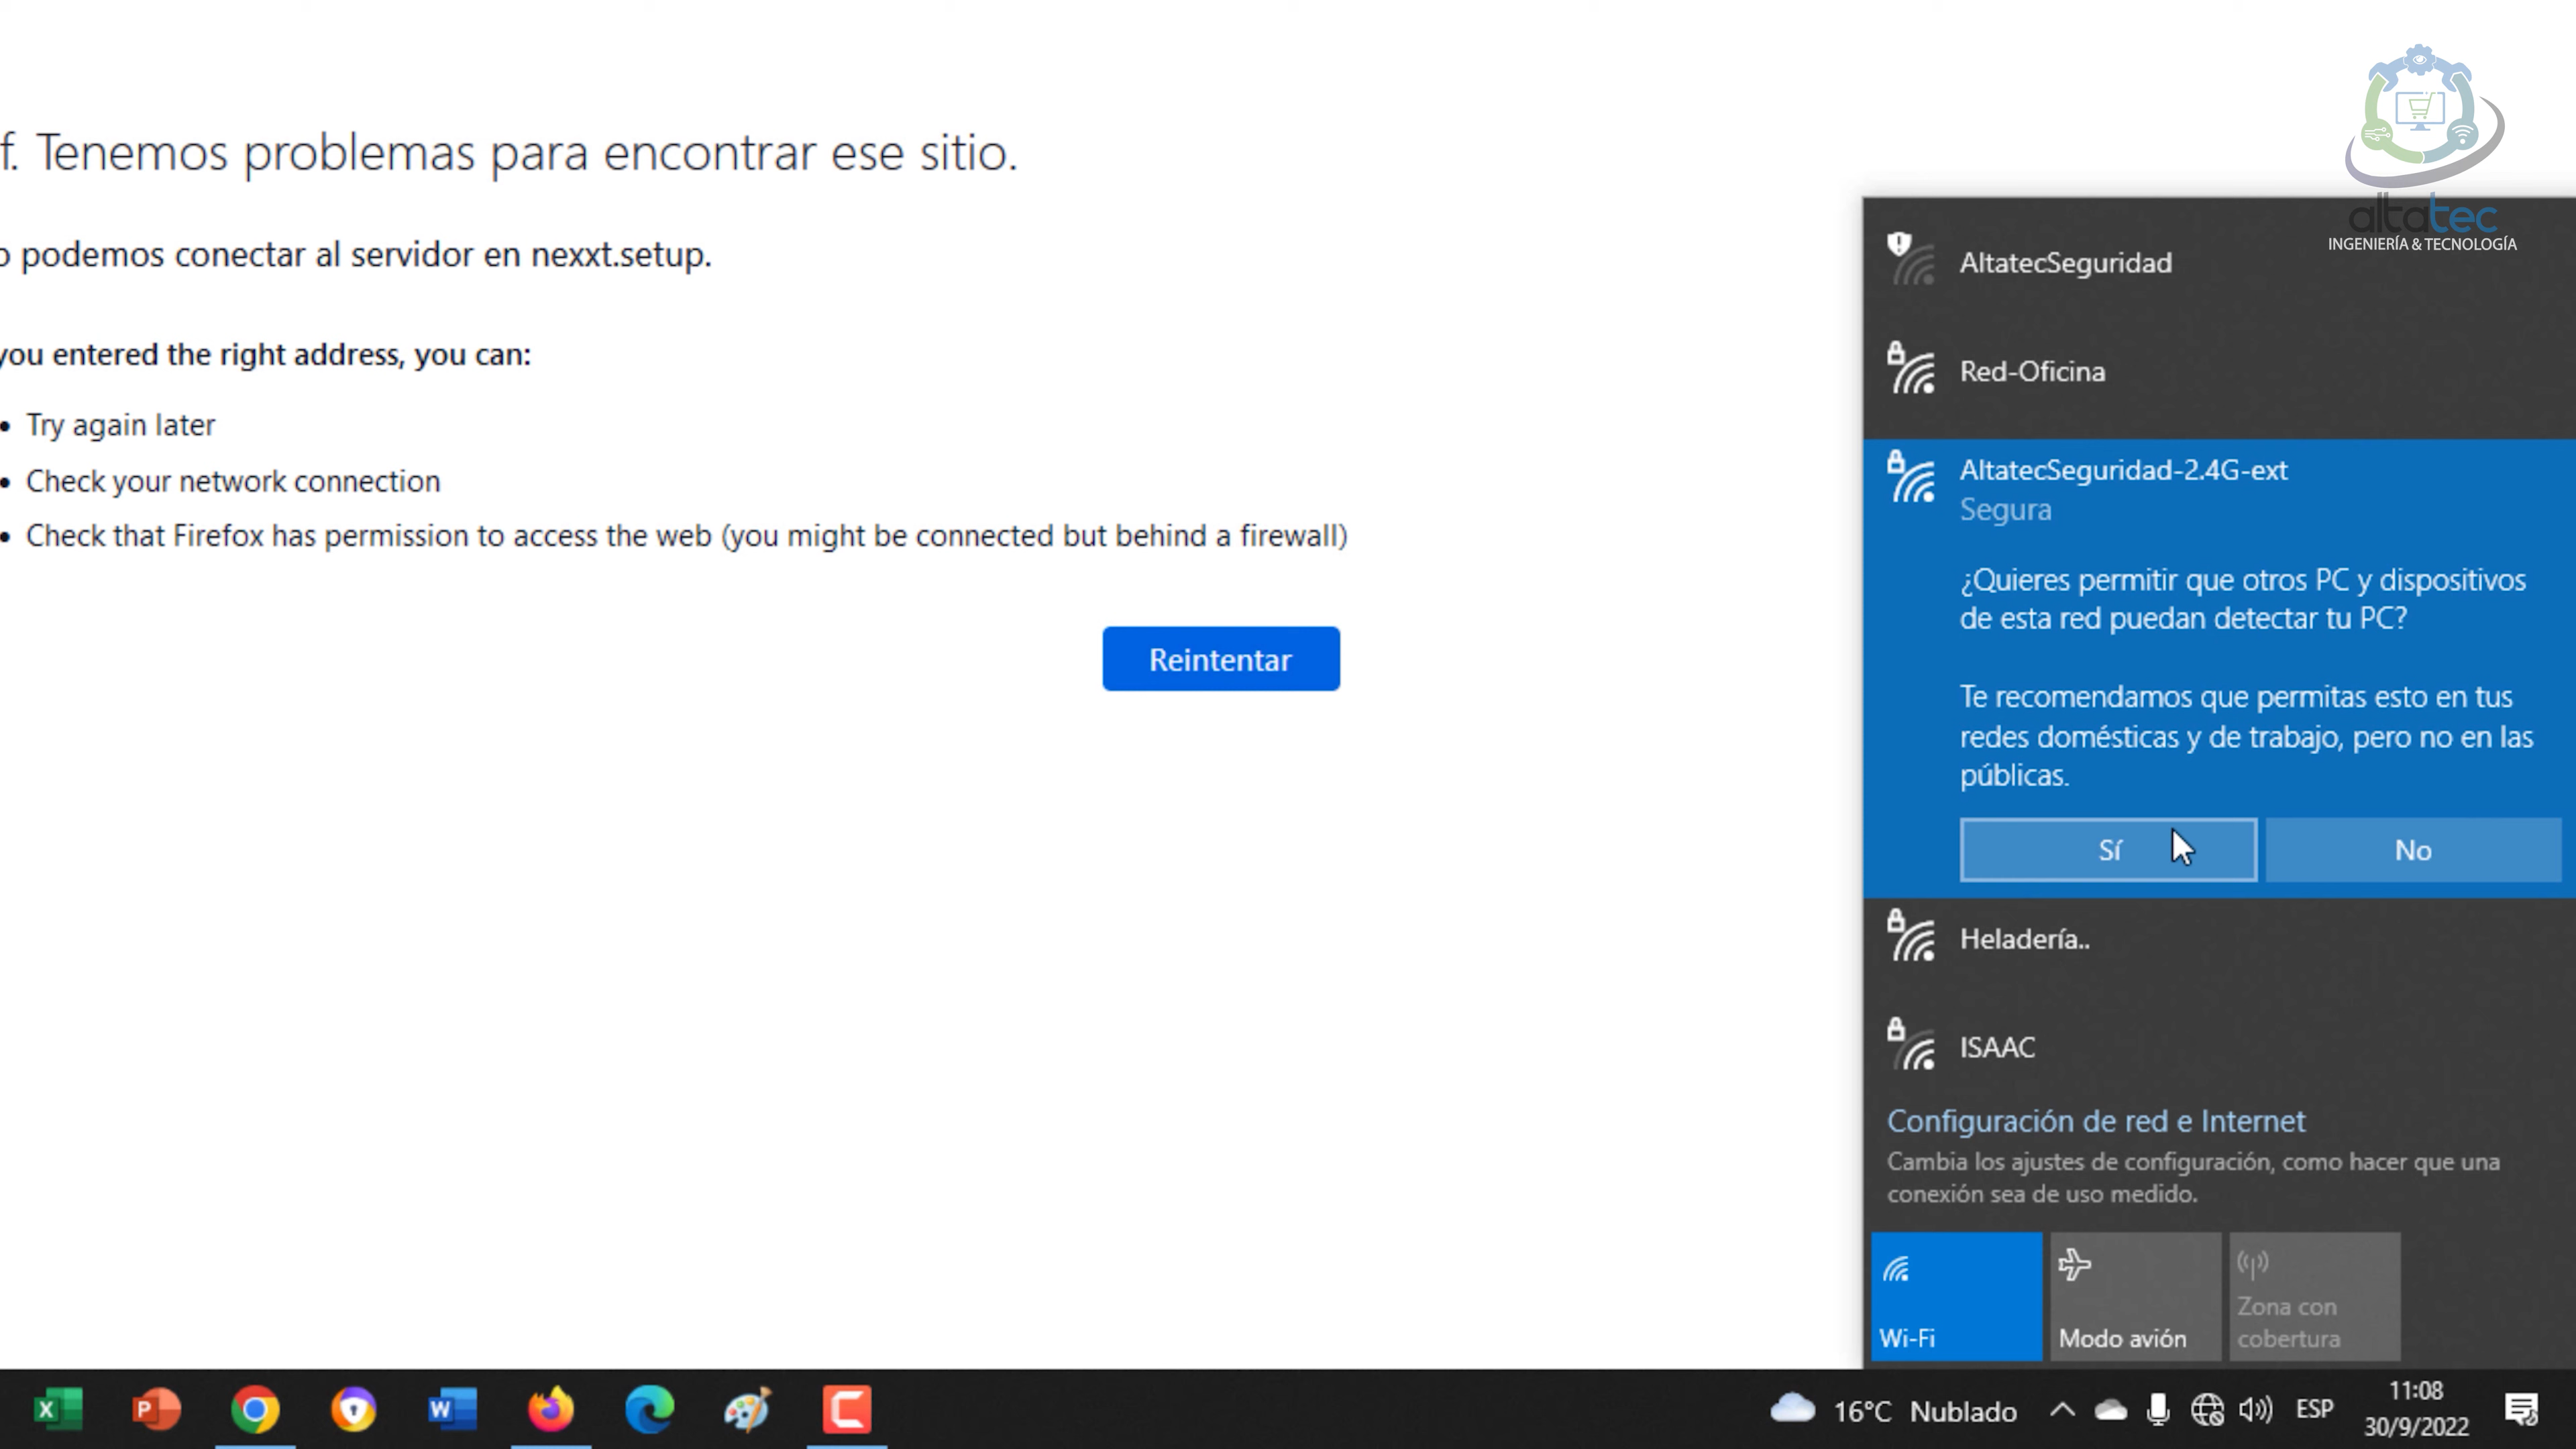 f. Tenemos problemas para encontrar ese sitio.
o podemos conectar al servidor en nexxt.setup.
you entered the right address, you can:
• Try again later
• Check your network connection
• Check that Firefox has permission to access the web (you might be connected but behind a firewall)
Reintentar
altatec
INGENIERÍA & TECNOLOGÍA
AltatecSeguridad
Red-Oficina
AltatecSeguridad-2.4G-ext
Segura
¿Quieres permitir que otros PC y dispositivos
de esta red puedan detectar tu PC?
Te recomendamos que permitas esto en tus
redes domésticas y de trabajo, pero no en las
públicas.
Sí
No
Heladería..
ISAAC
Configuración de red e Internet
Cambia los ajustes de configuración, como hacer que una
conexión sea de uso medido.
Wi-Fi
Modo avión
Zona con
cobertura
16°C Nublado
ESP
11:08
30/9/2022